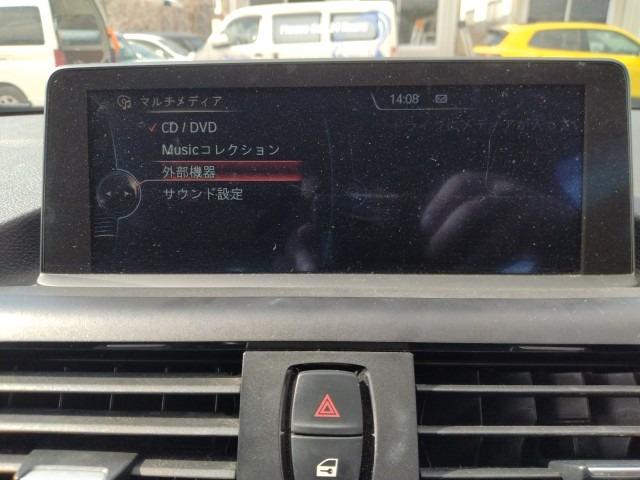 マルチメディア
14:08
✓ CD / DVD
Musicコレクション
外部機器
サウンド設定